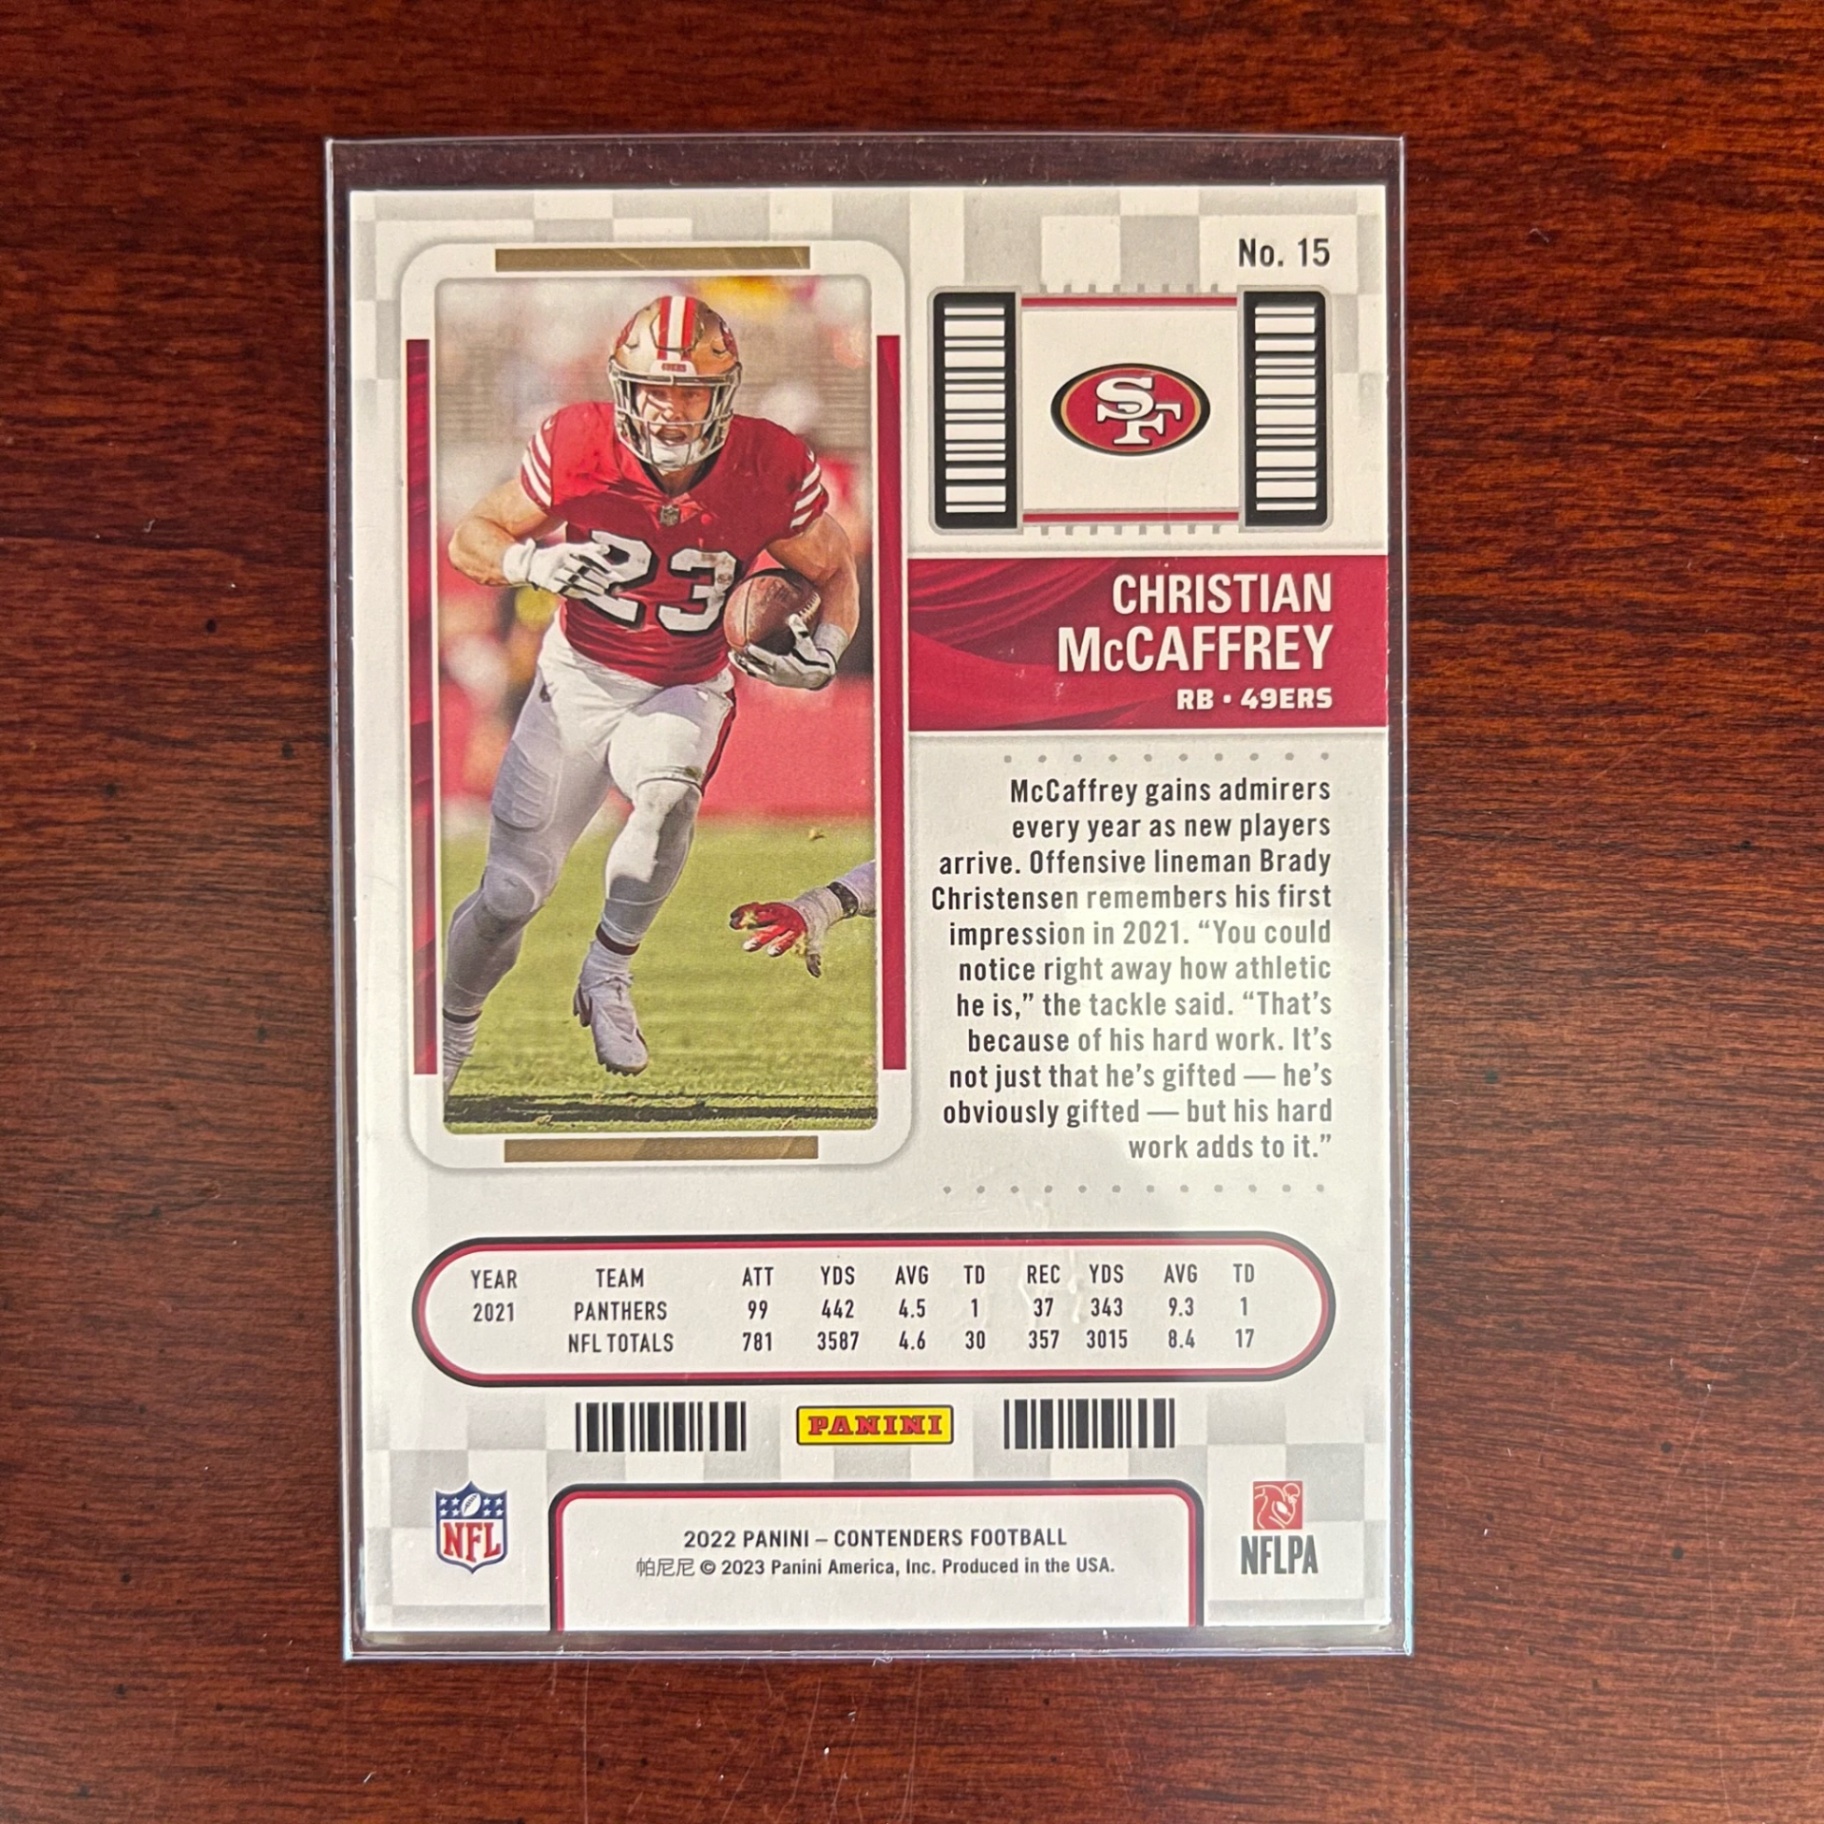 No. 15
SF
49ERS
23
CHRISTIAN
McCAFFREY
RB • 49ERS
McCaffrey gains admirers
every year as new players
arrive. Offensive lineman Brady
Christensen remembers his first
impression in 2021. “You could
notice right away how athletic
he is,” the tackle said. “That’s
because of his hard work. It’s
not just that he’s gifted — he’s
obviously gifted — but his hard
work adds to it.”
YEAR TEAM ATT YDS AVG TD REC YDS AVG TD
2021 PANTHERS 99 442 4.5 1 37 343 9.3 1
NFL TOTALS 781 3587 4.6 30 357 3015 8.4 17
PANINI
NFL
2022 PANINI – CONTENDERS FOOTBALL
帕尼尼 © 2023 Panini America, Inc. Produced in the USA.
NFLPA